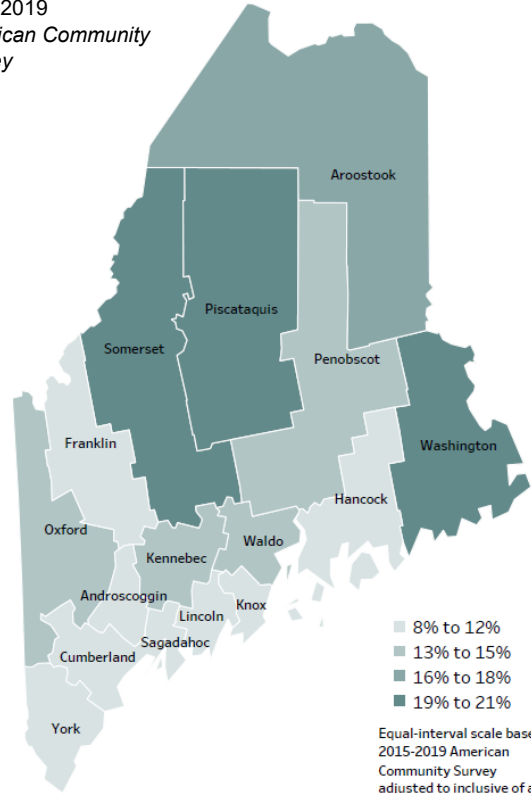 2019
ican Community
ey
Aroostook
Piscataquis
Somerset
Penobscot
Washington
Franklin
Hancock
Oxford
Waldo
Kennebec
Androscoggin
Knox
Lincoln
Sagadahoc
Cumberland
York
8% to 12%
13% to 15%
16% to 18%
19% to 21%
Equal-interval scale base
2015-2019 American
Community Survey
adjusted to inclusive of a